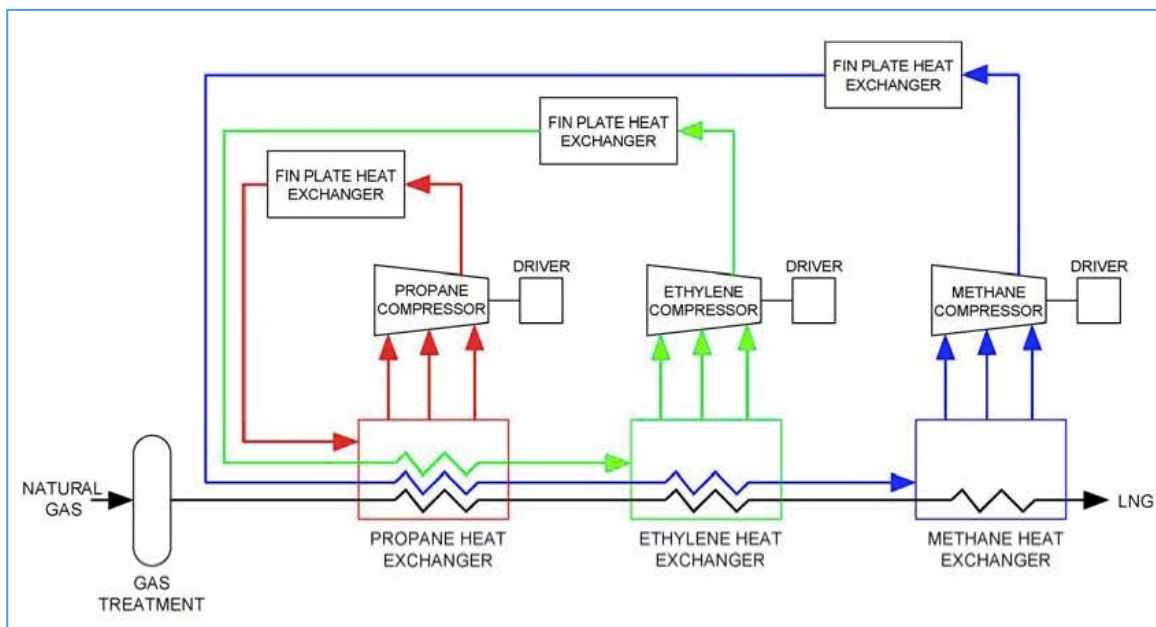 FIN PLATE HEAT
EXCHANGER
FIN PLATE HEAT
EXCHANGER
FIN PLATE HEAT
EXCHANGER
DRIVER
DRIVER
DRIVER
PROPANE
COMPRESSOR
ETHYLENE
COMPRESSOR
METHANE
COMPRESSOR
NATURAL
GAS
LNG
PROPANE HEAT
EXCHANGER
ETHYLENE HEAT
EXCHANGER
METHANE HEAT
EXCHANGER
GAS
TREATMENT